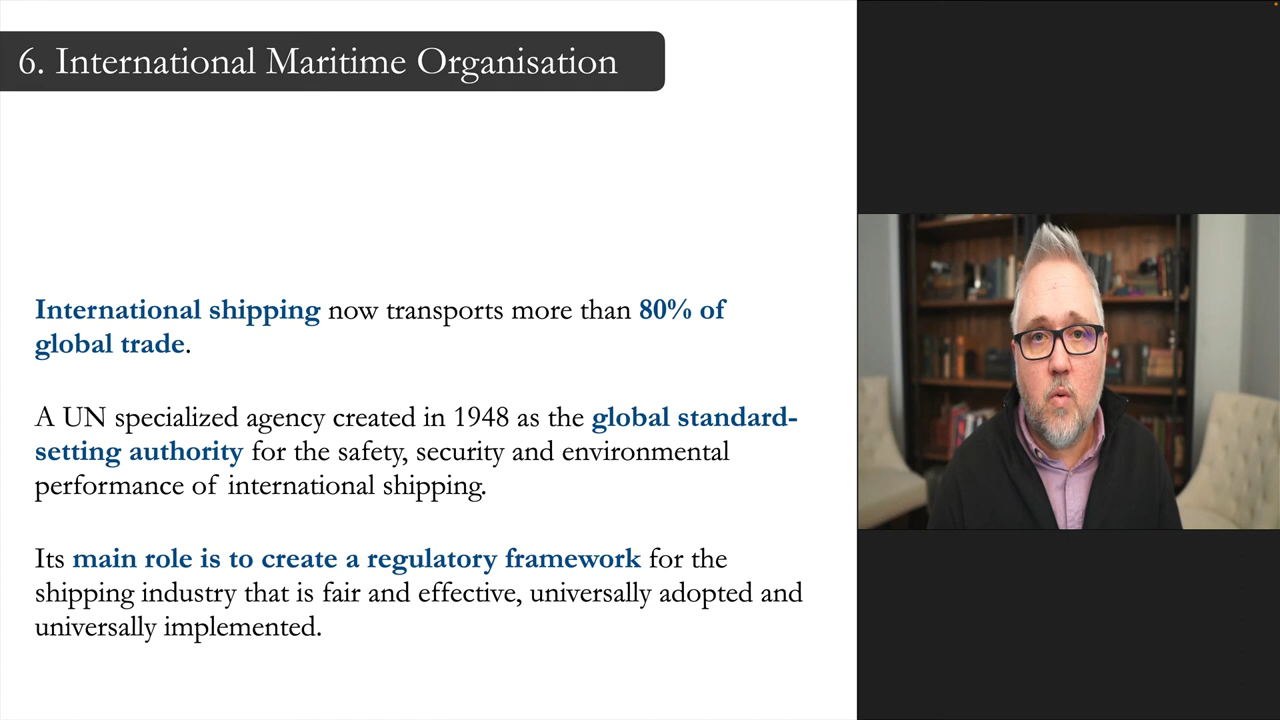 6. International Maritime Organisation
International shipping now transports more than 80% of
global trade.
A UN specialized agency created in 1948 as the global standard-
setting authority for the safety, security and environmental
performance of international shipping.
Its main role is to create a regulatory framework for the
shipping industry that is fair and effective, universally adopted and
universally implemented.